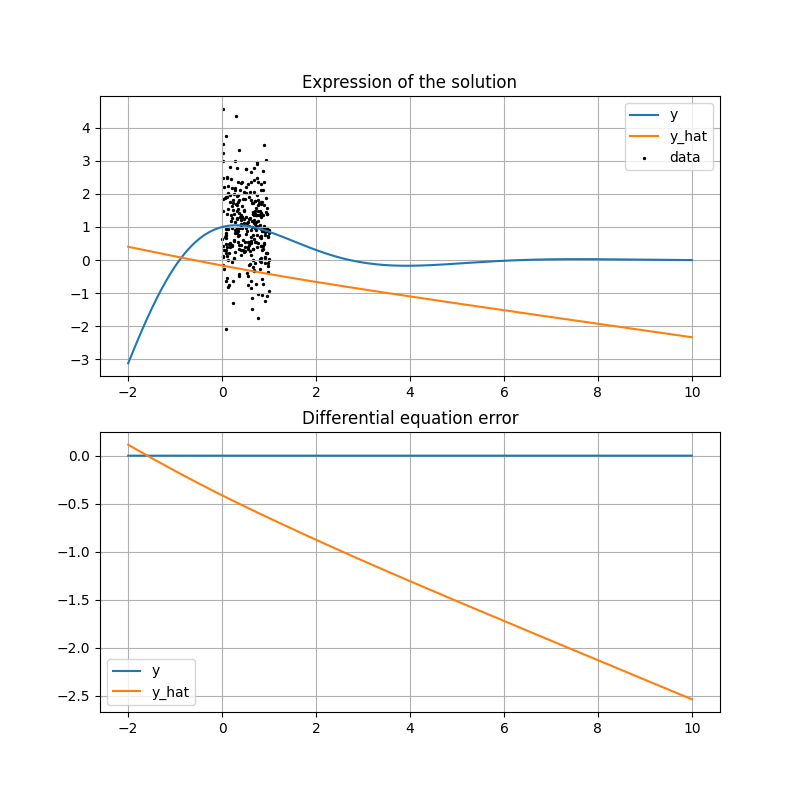 Expression of the solution
4
3
2
1
0
−1
−2
−3
y
y_hat
data
−2 0 2 4 6 8 10
Differential equation error
0.0
−0.5
−1.0
−1.5
−2.0
−2.5
y
y_hat
−2 0 2 4 6 8 10